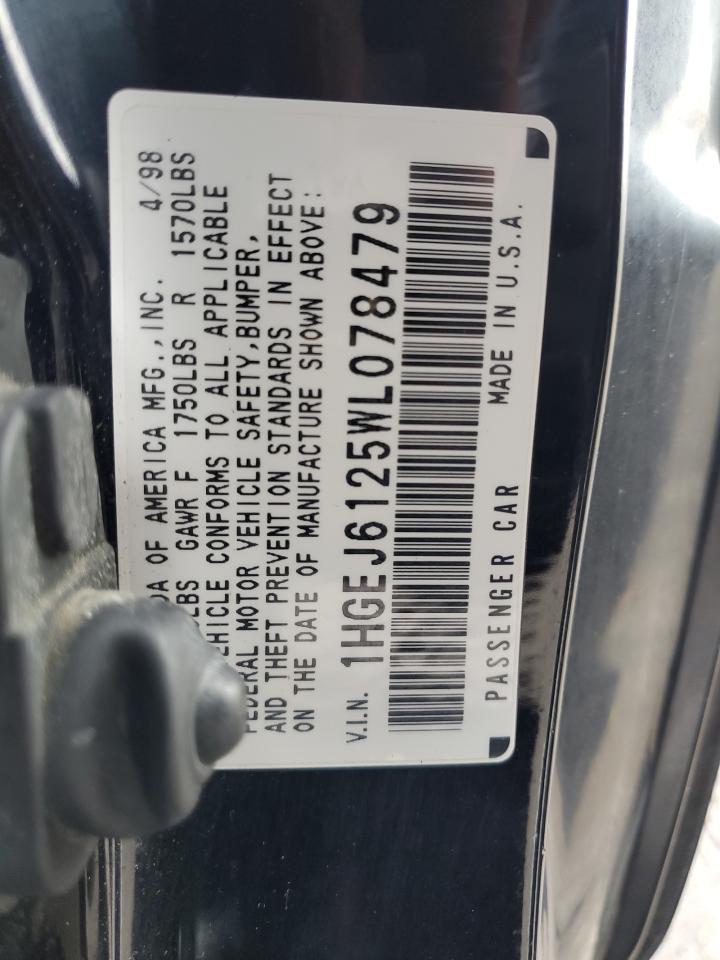 OF AMERICA MFG.,INC. 4/98
LBS GAWR F 1750LBS R 1570LBS
VEHICLE CONFORMS TO ALL APPLICABLE
FEDERAL MOTOR VEHICLE SAFETY,BUMPER,
AND THEFT PREVENTION STANDARDS IN EFFECT
ON THE DATE OF MANUFACTURE SHOWN ABOVE:
V.I.N. 1HGEJ6125WL078479
PASSENGER CAR MADE IN U.S.A.